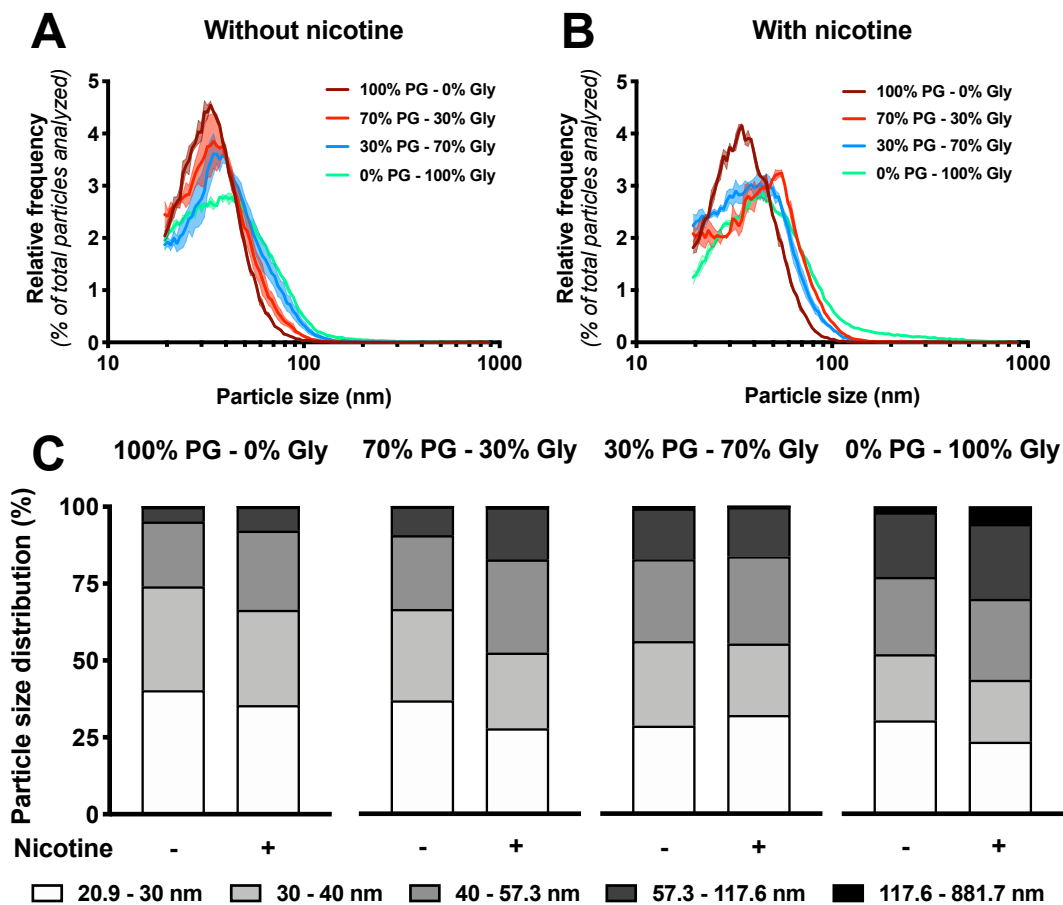 A
Without nicotine
Relative frequency
(% of total particles analyzed)
5
4
3
2
1
0
100% PG - 0% Gly
70% PG - 30% Gly
30% PG - 70% Gly
0% PG - 100% Gly
10
100
1000
Particle size (nm)
B
With nicotine
Relative frequency
(% of total particles analyzed)
5
4
3
2
1
0
100% PG - 0% Gly
70% PG - 30% Gly
30% PG - 70% Gly
0% PG - 100% Gly
10
100
1000
Particle size (nm)
C
100% PG - 0% Gly
70% PG - 30% Gly
30% PG - 70% Gly
0% PG - 100% Gly
Particle size distribution (%)
100
75
50
25
0
Nicotine - + - + - + - +
20.9 - 30 nm
30 - 40 nm
40 - 57.3 nm
57.3 - 117.6 nm
117.6 - 881.7 nm